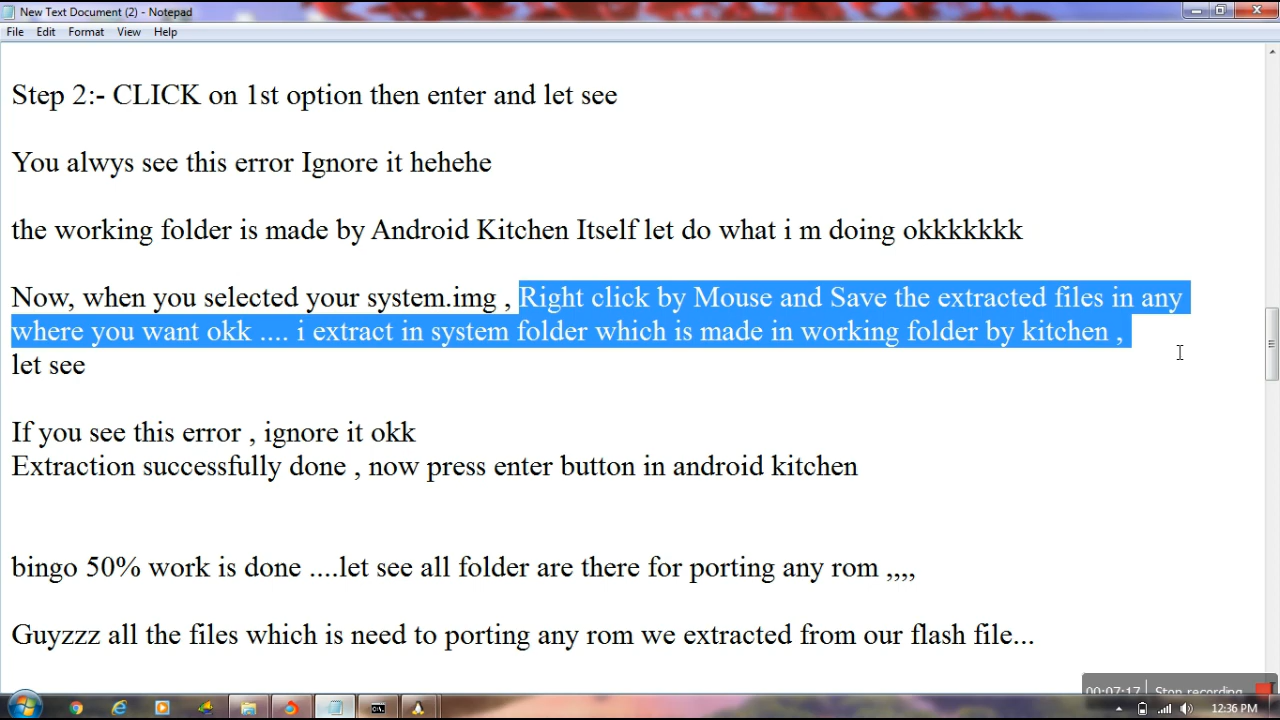 New Text Document (2) - Notepad
File Edit Format View Help
Step 2:- CLICK on 1st option then enter and let see
You alwys see this error Ignore it hehehe
the working folder is made by Android Kitchen Itself let do what i m doing okkkkkkk
Now, when you selected your system.img , Right click by Mouse and Save the extracted files in any
where you want okk .... i extract in system folder which is made in working folder by kitchen ,
let see
If you see this error , ignore it okk
Extraction successfully done , now press enter button in android kitchen
bingo 50% work is done ....let see all folder are there for porting any rom ,,,,
Guyzzz all the files which is need to porting any rom we extracted from our flash file...
00:07:17 Stop recording
12:36 PM